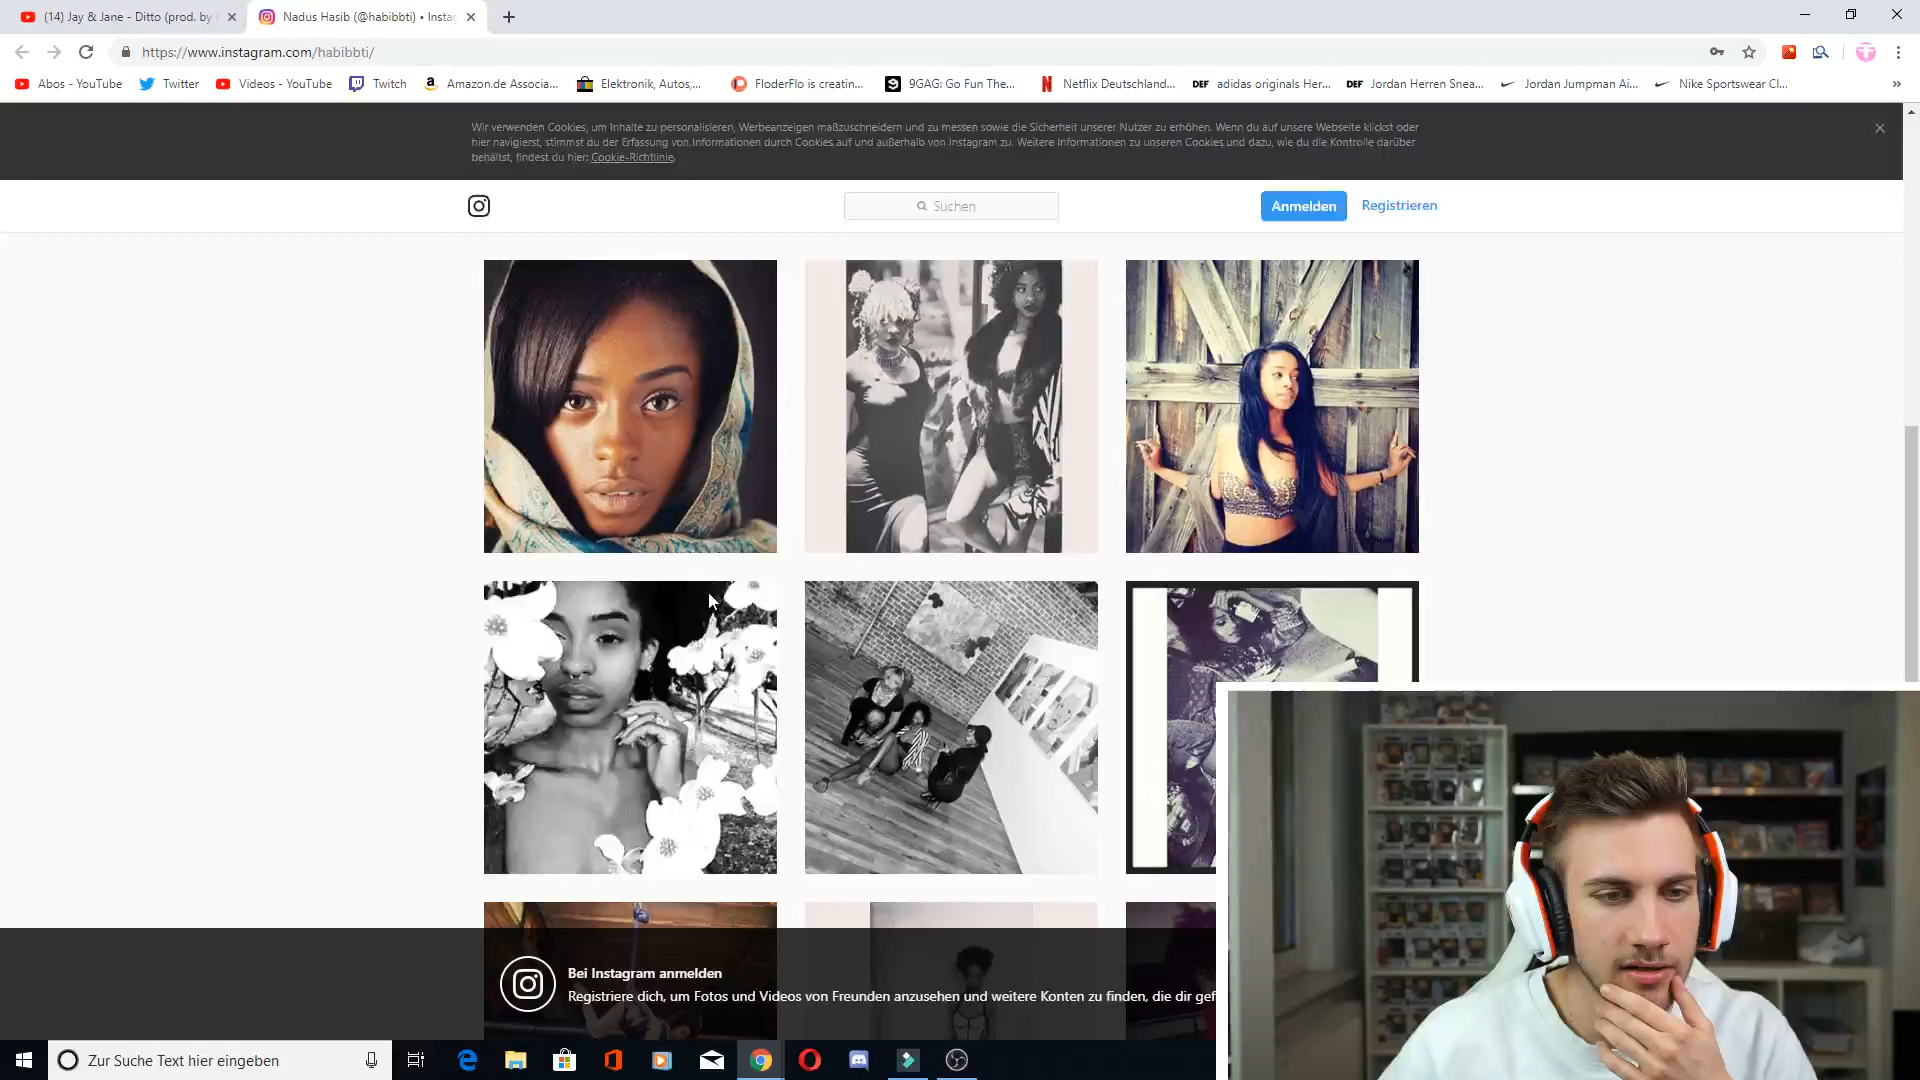 (14) Jay & Jane - Ditto (prod. by
Nadus Hasib (@habibbti) • Insta
https://www.instagram.com/habibbti/
Abos - YouTube
Twitter
Videos - YouTube
Twitch
Amazon.de Associa...
Elektronik, Autos,...
FloderFlo is creatin...
9GAG: Go Fun The...
Netflix Deutschland...
DEF adidas originals Her...
DEF Jordan Herren Snea...
Jordan Jumpman Ai...
Nike Sportswear Cl...
»
Wir verwenden Cookies, um Inhalte zu personalisieren, Werbeanzeigen maßzuschneidern und zu messen sowie die Sicherheit unserer Nutzer zu erhöhen. Wenn du auf unsere Webseite klickst oder
hier navigierst, stimmst du der Erfassung von Informationen durch Cookies auf und außerhalb von Instagram zu. Weitere Informationen zu unseren Cookies und dazu, wie du die Kontrolle darüber
behältst, findest du hier: Cookie-Richtlinie.
Suchen
Anmelden
Registrieren
Bei Instagram anmelden
Registriere dich, um Fotos und Videos von Freunden anzusehen und weitere Konten zu finden, die dir gef
Zur Suche Text hier eingeben